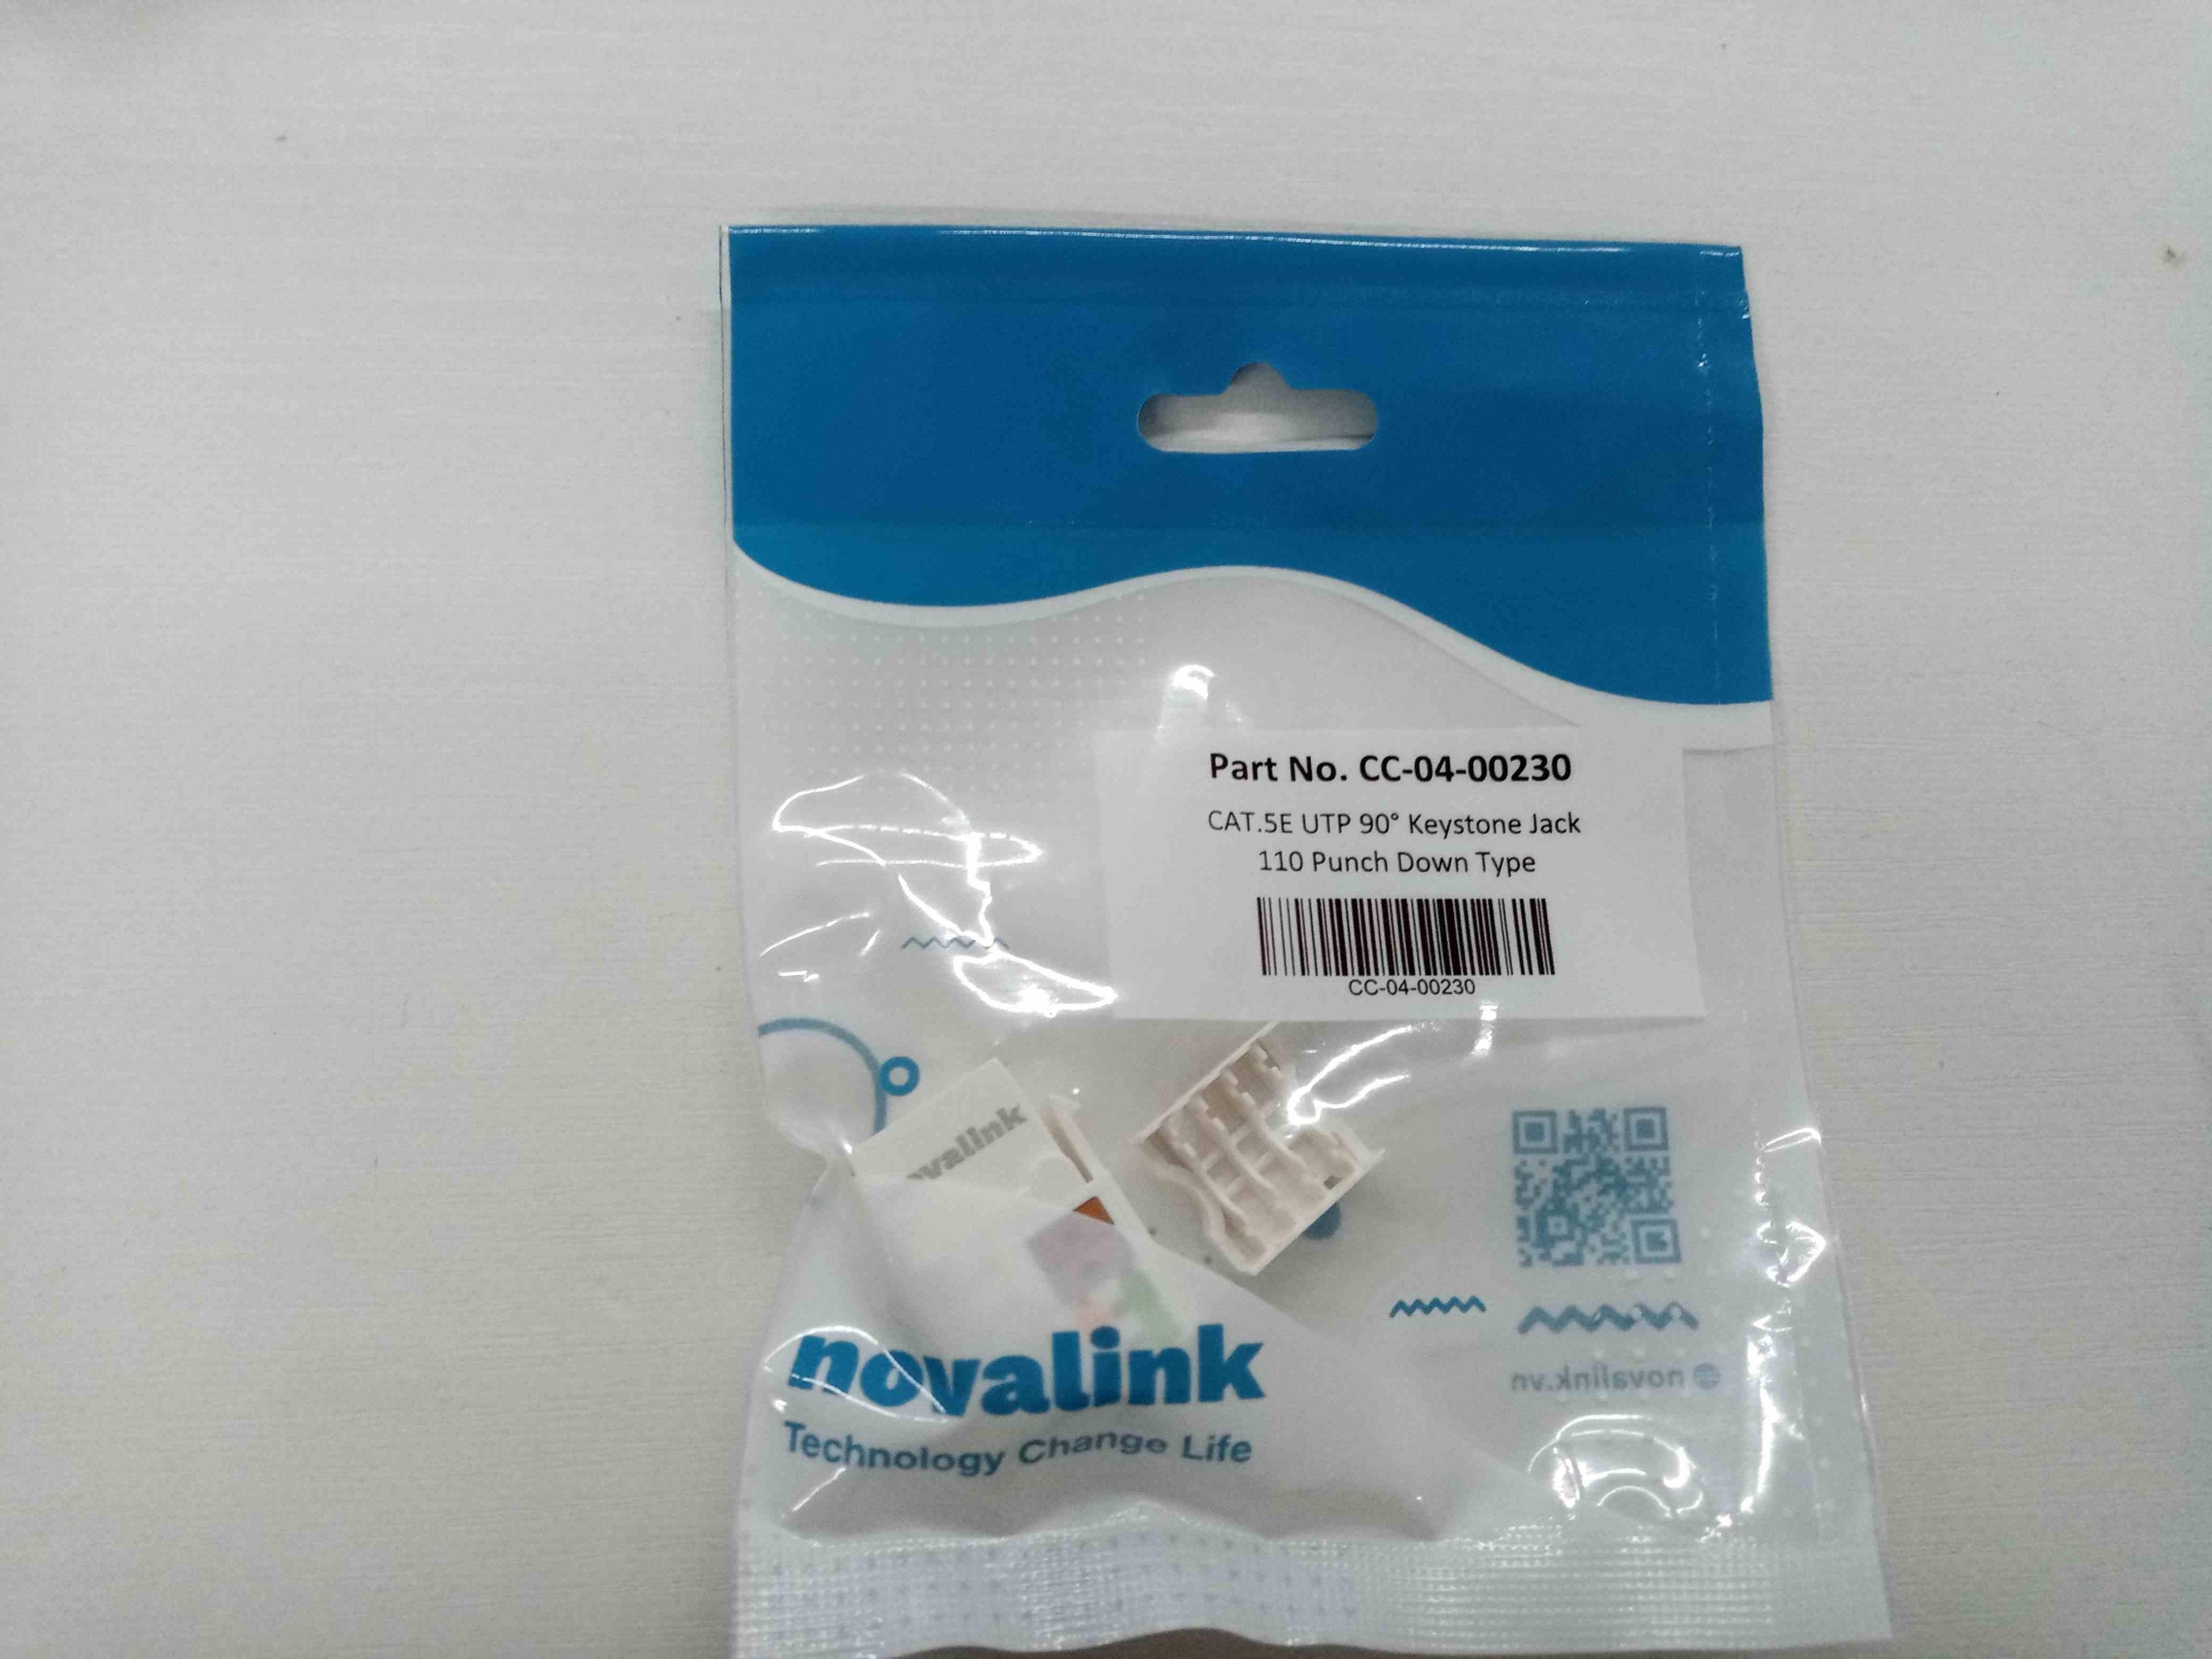 Part No. CC-04-00230
CAT.5E UTP 90° Keystone Jack
110 Punch Down Type
CC-04-00230
novalink
novalink
Technology Change Life
novalink.vn